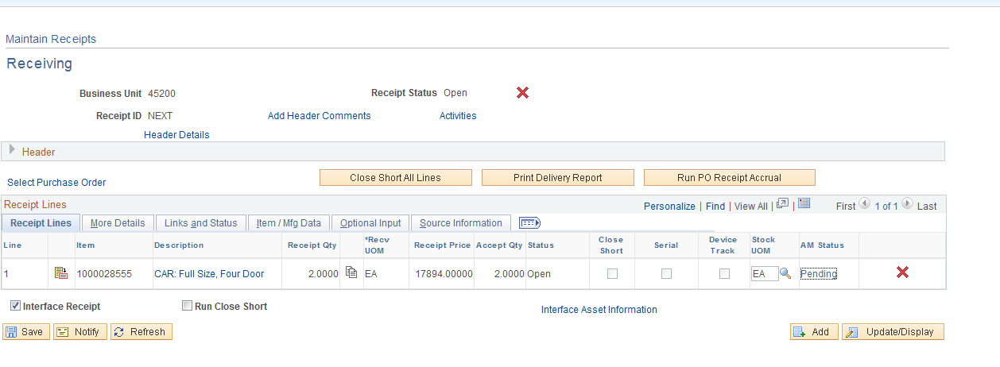 Maintain Receipts
Receiving
Business Unit 45200 Receipt Status Open
Receipt ID NEXT Add Header Comments Activities
Header Details
Header
Select Purchase Order Close Short All Lines Print Delivery Report Run PO Receipt Accrual
Receipt Lines Personalize | Find | View All | | First 1 of 1 Last
Receipt Lines More Details Links and Status Item / Mfg Data Optional Input Source Information
Line Item Description Receipt Qty *Recv UOM Receipt Price Accept Qty Status Close Short Serial Device Track Stock UOM AM Status
1 1000028555 CAR: Full Size, Four Door 2.0000 EA 17894.00000 2.0000 Open EA Pending
Interface Receipt Run Close Short Interface Asset Information
Save Notify Refresh Add Update/Display